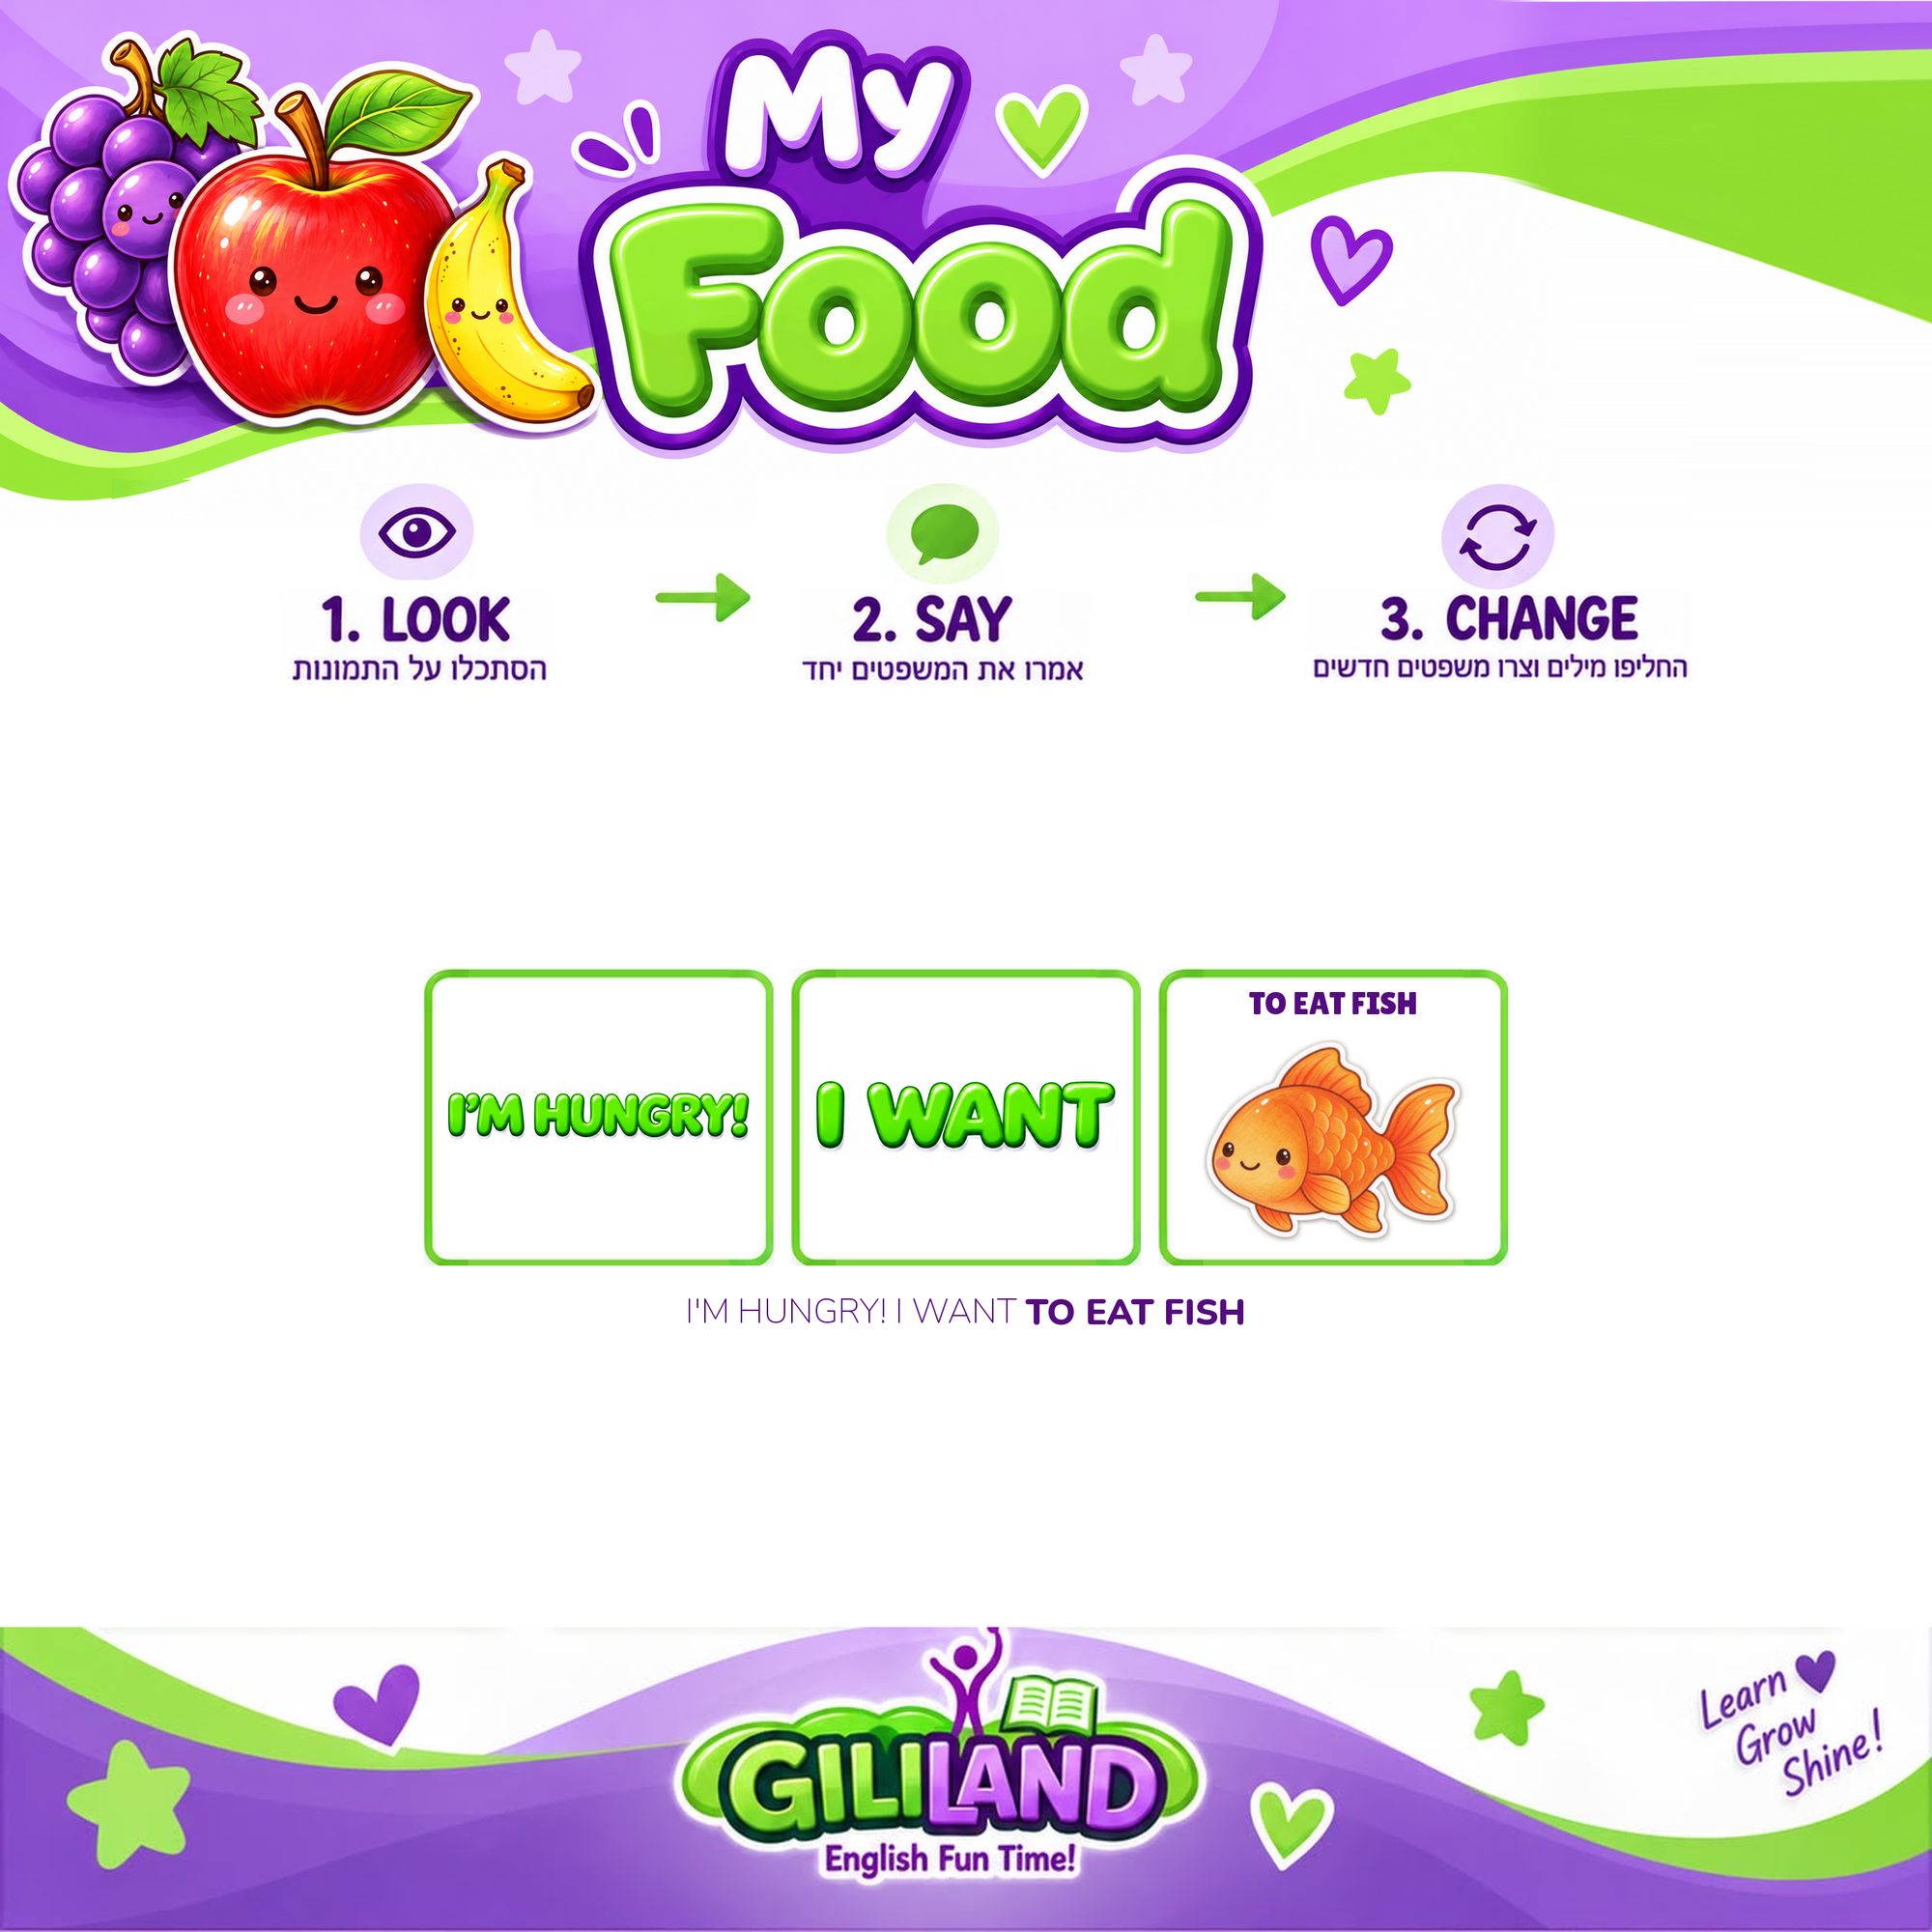 My
Food
1. LOOK
הסתכלו על התמונות
2. SAY
אמרו את המשפטים יחד
3. CHANGE
החליפו מילים וצרו משפטים חדשים
I'M HUNGRY!
I WANT
TO EAT FISH
I'M HUNGRY! I WANT TO EAT FISH
GILILAND
English Fun Time!
Learn
Grow
Shine!